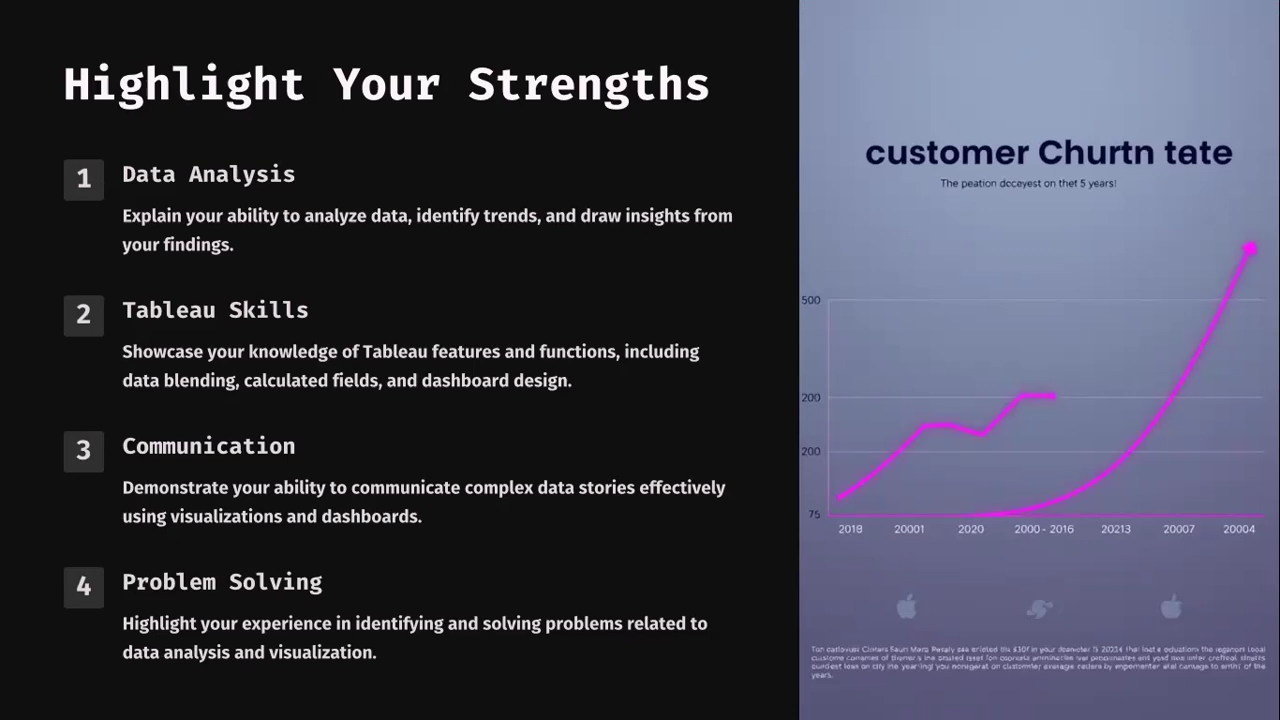 Highlight Your Strengths
1
Data Analysis
Explain your ability to analyze data, identify trends, and draw insights from
your findings.
2
Tableau Skills
Showcase your knowledge of Tableau features and functions, including
data blending, calculated fields, and dashboard design.
3
Communication
Demonstrate your ability to communicate complex data stories effectively
using visualizations and dashboards.
4
Problem Solving
Highlight your experience in identifying and solving problems related to
data analysis and visualization.
customer Churtn tate
The peation doceyest on thet 5 years!
500
200
200
75
2019 20001 2020 2000 - 2016 20213 20007 20004
years.